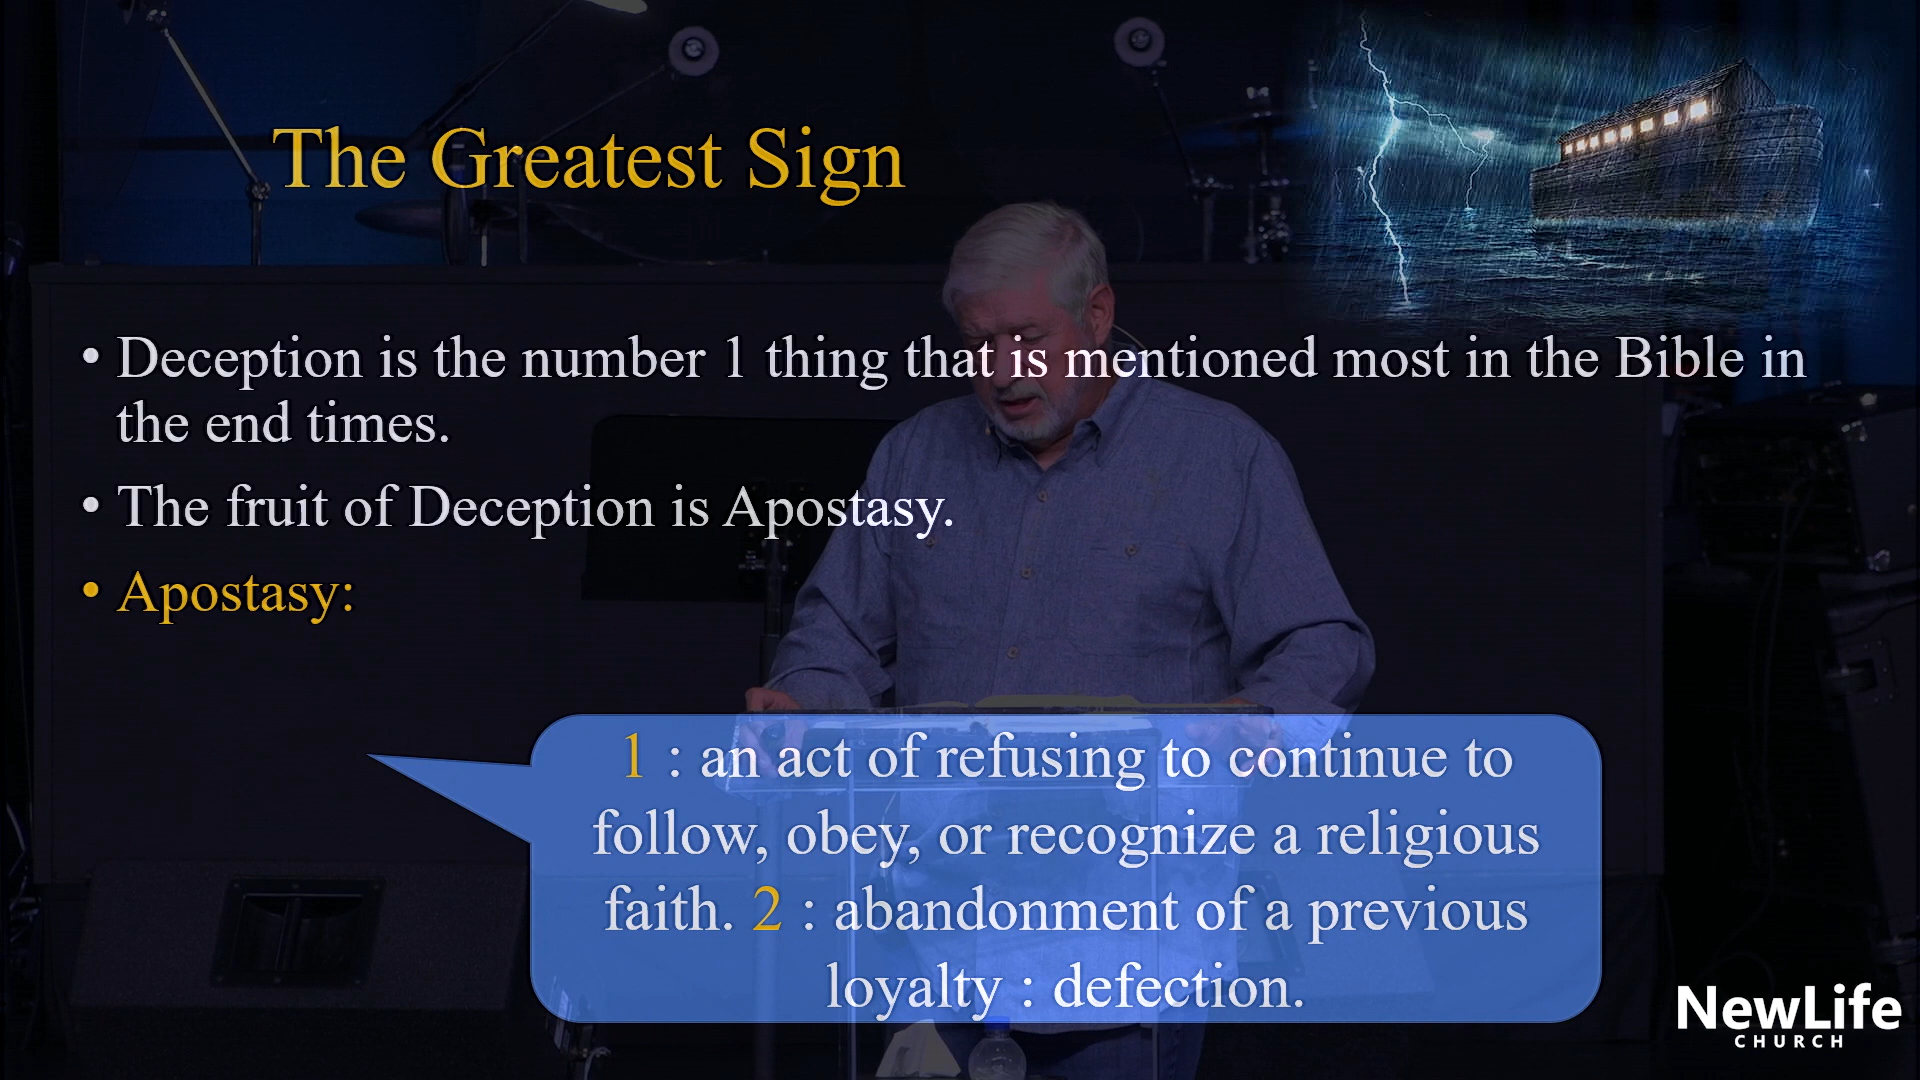 The Greatest Sign
• Deception is the number 1 thing that is mentioned most in the Bible in
the end times.
• The fruit of Deception is Apostasy.
• Apostasy:
1 : an act of refusing to continue to
follow, obey, or recognize a religious
faith. 2 : abandonment of a previous
loyalty : defection.
NewLife
CHURCH